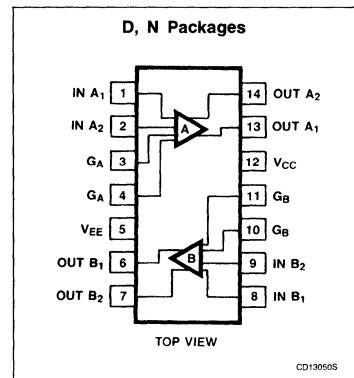 D, N Packages
IN A1 1 14 OUT A2
IN A2 2 A 13 OUT A1
GA 3 12 VCC
GA 4 11 GB
VEE 5 10 GB
OUT B1 6 B 9 IN B2
OUT B2 7 8 IN B1
TOP VIEW
CD13050S